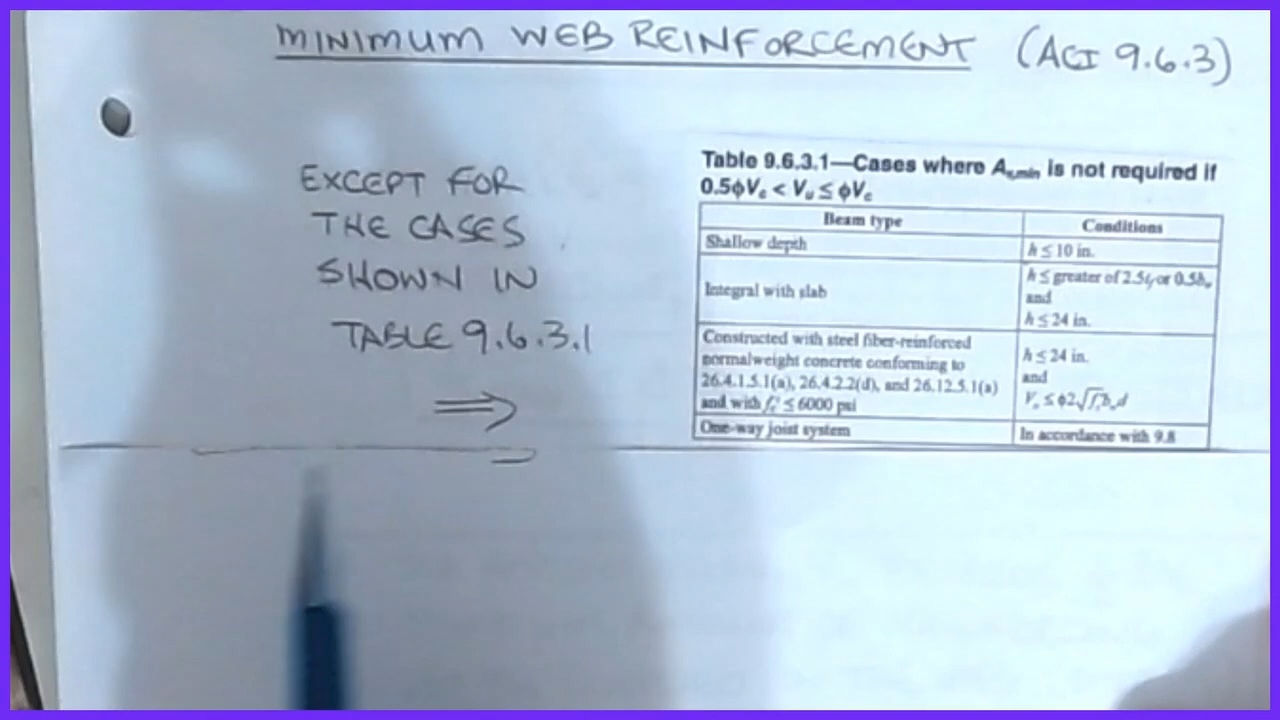 MINIMUM WEB REINFORCEMENT (ACI 9.6.3)
EXCEPT FOR
THE CASES
SHOWN IN
TABLE 9.6.3.1
⇒
Table 9.6.3.1—Cases where Av,min is not required if
0.5ϕVc < Vu ≤ ϕVc
Beam type Conditions
Shallow depth h ≤ 10 in.
Integral with slab h ≤ greater of 2.5tf or 0.5bw
and
h ≤ 24 in.
Constructed with steel fiber-reinforced
normalweight concrete conforming to
26.4.1.5.1(a), 26.4.2.2(d), and 26.12.5.1(a)
and with fc′ ≤ 6000 psi
h ≤ 24 in.
and
Vu ≤ ϕ2√fc′bwd
One-way joist system In accordance with 9.8